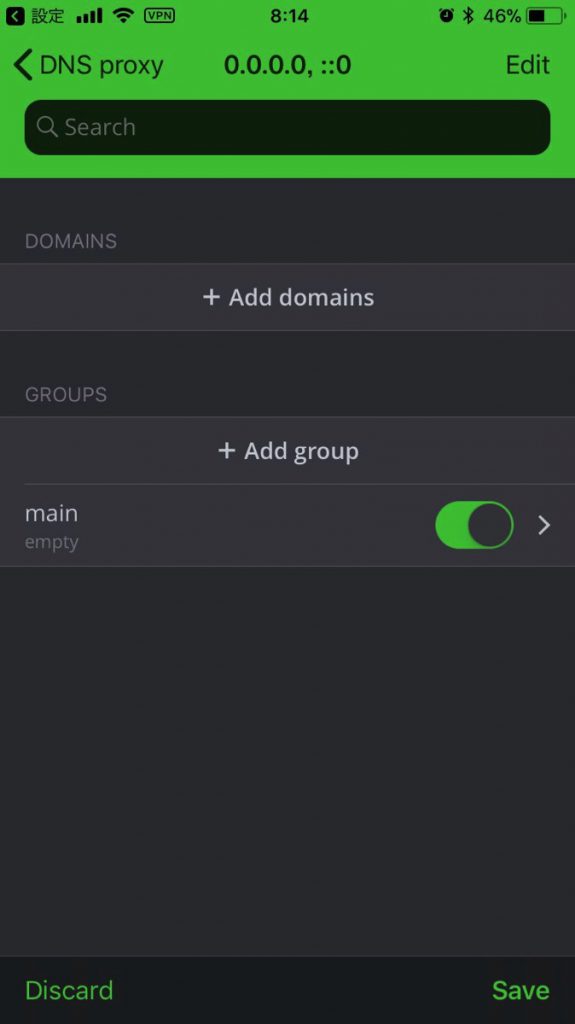 設定 VPN 8:14 46%
DNS proxy 0.0.0.0, ::0 Edit
Search
DOMAINS
+ Add domains
GROUPS
+ Add group
main
empty
Discard Save